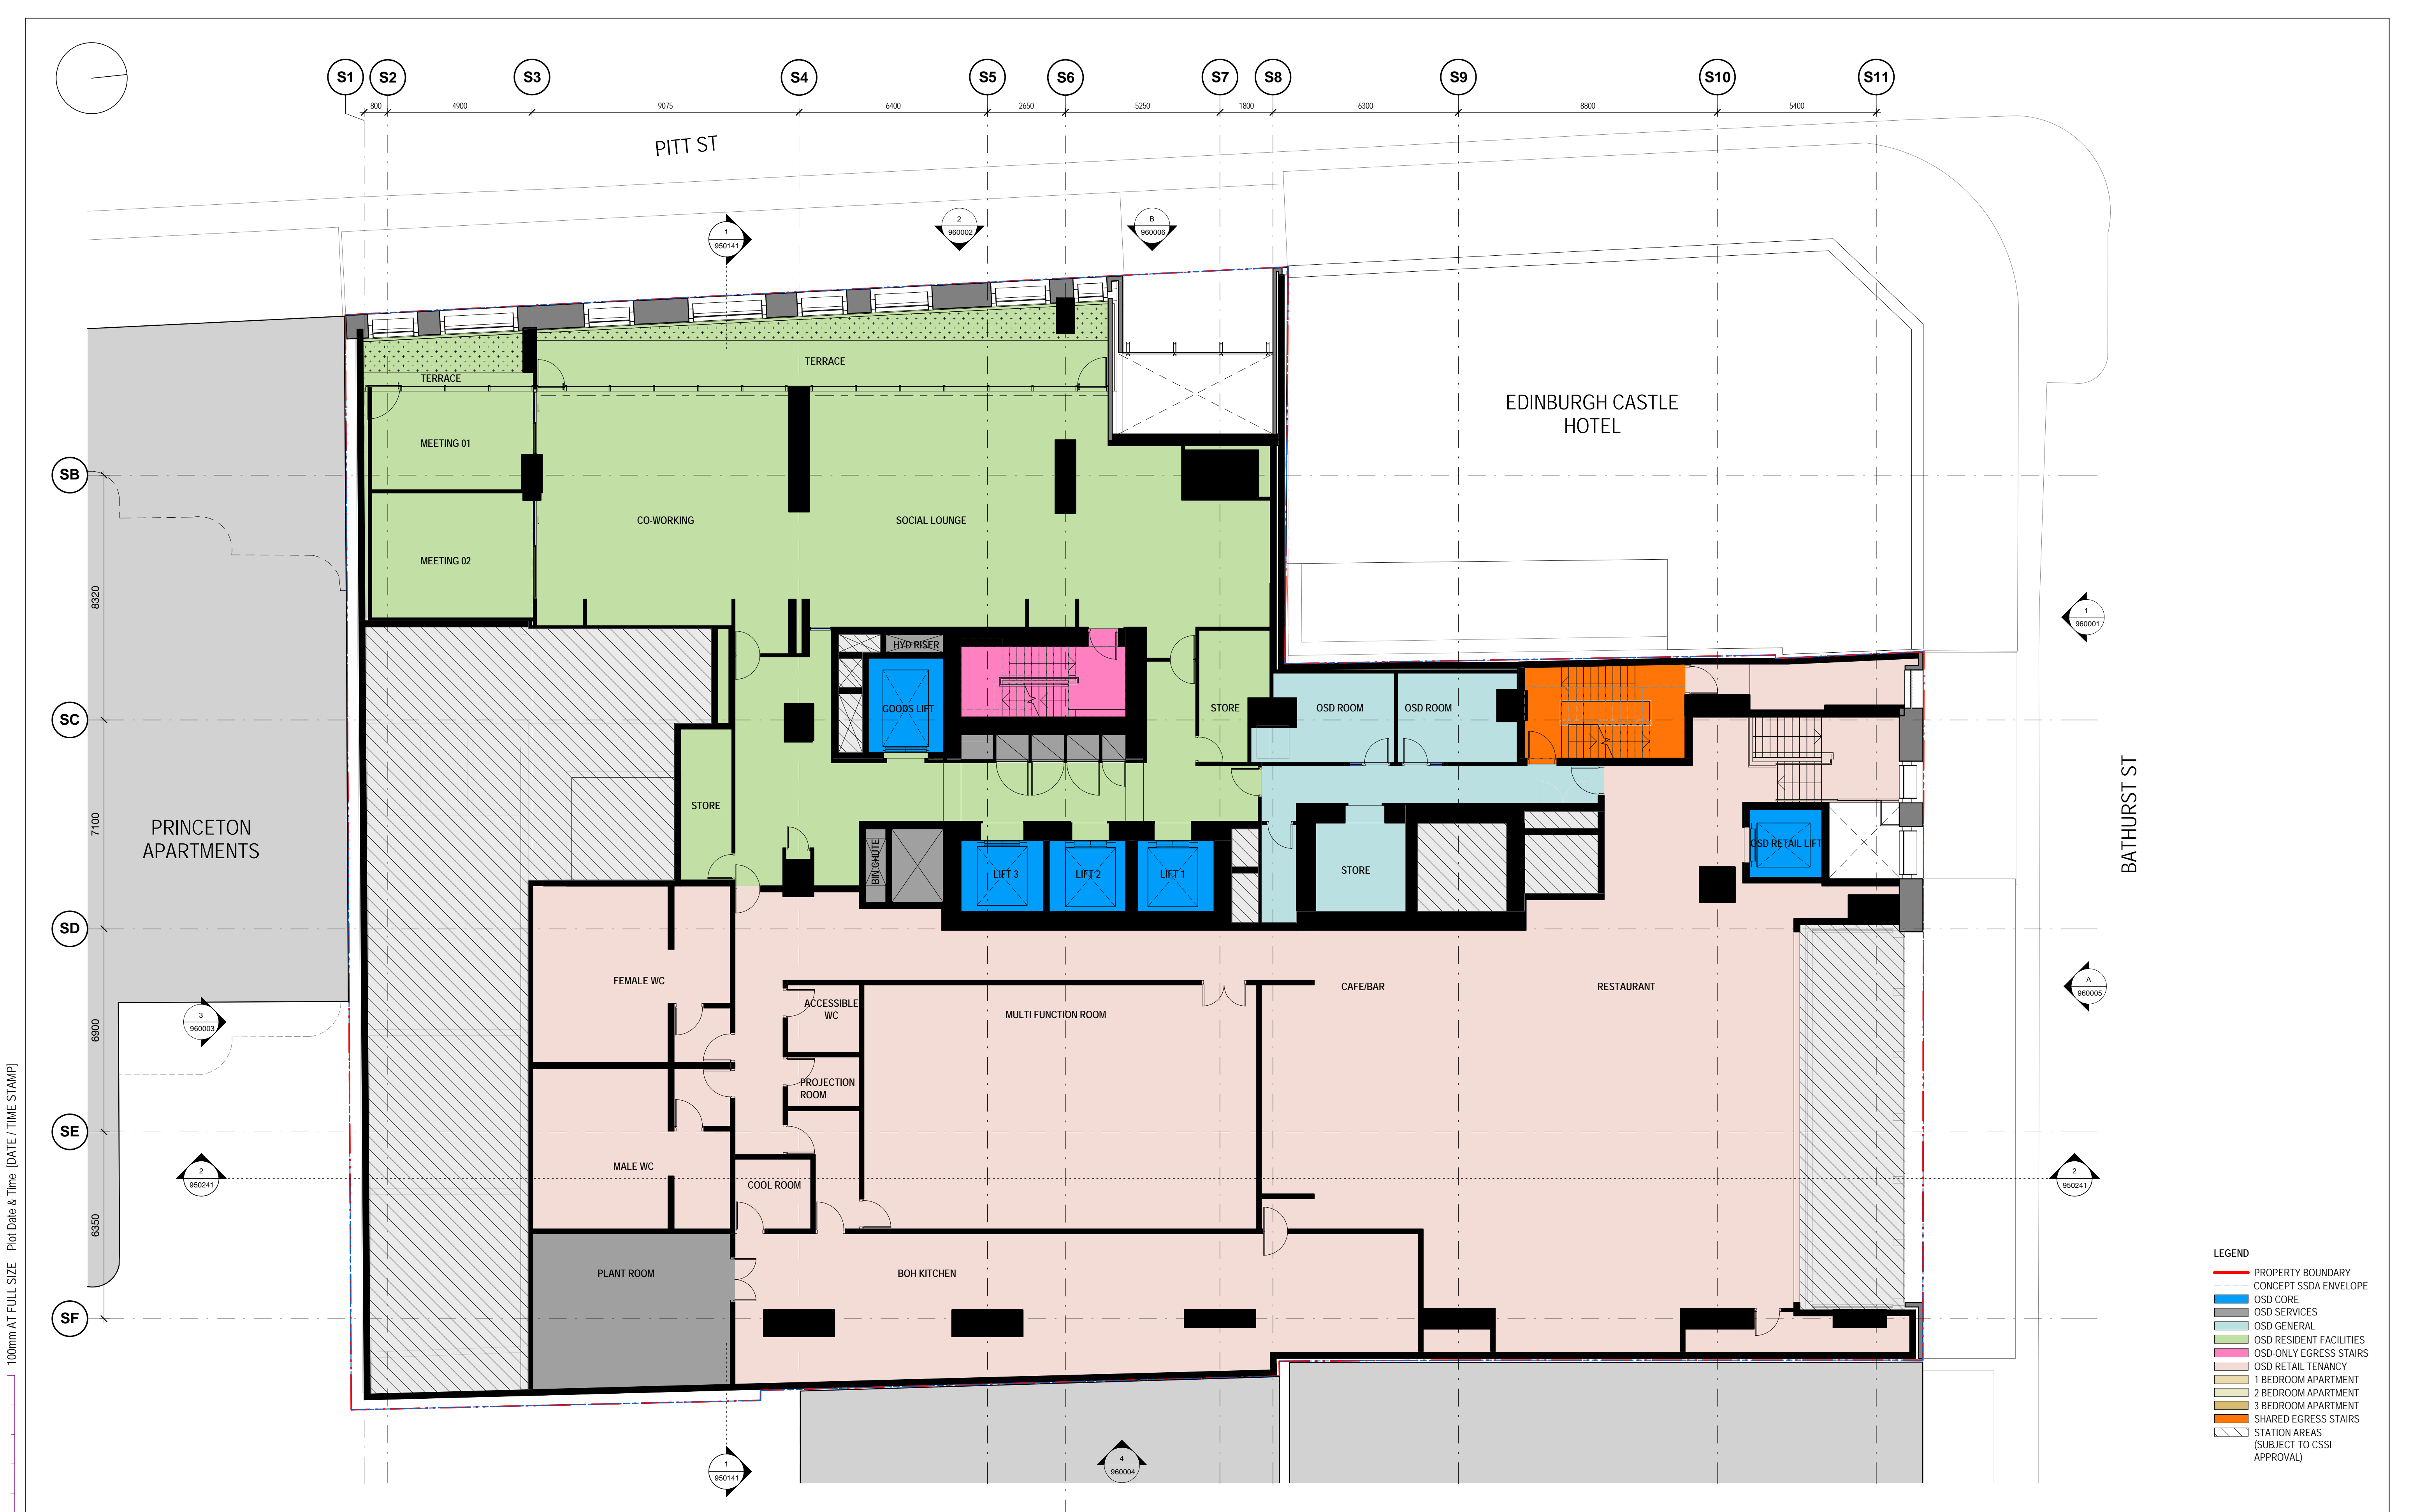 S1 S2 S3 S4 S5 S6 S7 S8 S9 S10 S11
800 4900 9075 6400 2650 5250 1800 6300 8800 5400
PITT ST
1
950141
2
960002
B
960006
TERRACE
TERRACE
EDINBURGH CASTLE
HOTEL
MEETING 01
SB
CO-WORKING
SOCIAL LOUNGE
MEETING 02
8320
1
960001
HYD RISER
GOODS LIFT
STORE
OSD ROOM
OSD ROOM
SC
STORE
7100
PRINCETON
APARTMENTS
BATHURST ST
OSD RETAIL LIFT
BIN CHUTE
LIFT 3
LIFT 2
LIFT 1
STORE
SD
FEMALE WC
ACCESSIBLE
WC
MULTI FUNCTION ROOM
CAFE/BAR
RESTAURANT
A
960005
3
960003
6900
PROJECTION
ROOM
SE
MALE WC
COOL ROOM
2
950241
2
950241
6350
PLANT ROOM
BOH KITCHEN
SF
1
950141
4
960004
100mm AT FULL SIZE Plot Date & Time [DATE / TIME STAMP]
LEGEND
PROPERTY BOUNDARY
CONCEPT SSDA ENVELOPE
OSD CORE
OSD SERVICES
OSD GENERAL
OSD RESIDENT FACILITIES
OSD-ONLY EGRESS STAIRS
OSD RETAIL TENANCY
1 BEDROOM APARTMENT
2 BEDROOM APARTMENT
3 BEDROOM APARTMENT
SHARED EGRESS STAIRS
STATION AREAS
(SUBJECT TO CSSI
APPROVAL)